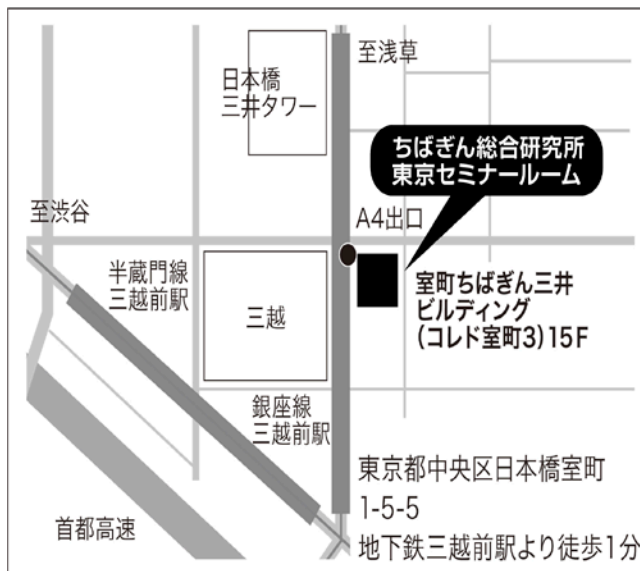 至浅草
日本橋
三井タワー
ちばぎん総合研究所
東京セミナールーム
至渋谷
A4出口
半蔵門線
三越前駅
三越
室町ちばぎん三井
ビルディング
(コレド室町3)15F
銀座線
三越前駅
東京都中央区日本橋室町
1-5-5
地下鉄三越前駅より徒歩1分
首都高速